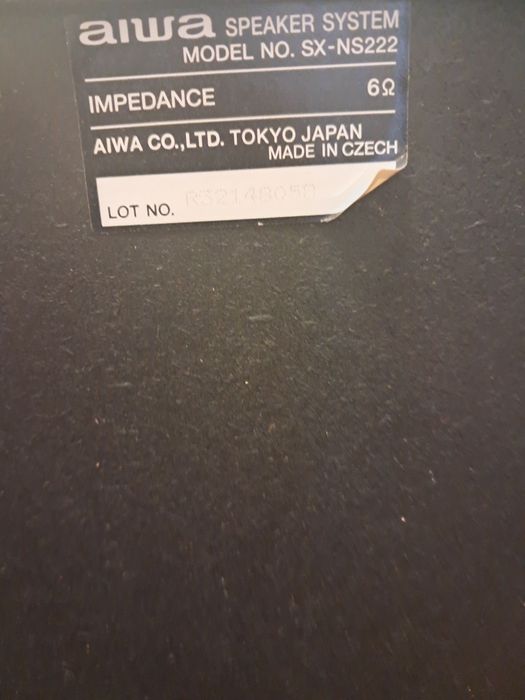 aiwa SPEAKER SYSTEM
MODEL NO. SX-NS222
IMPEDANCE 6Ω
AIWA CO.,LTD. TOKYO JAPAN
MADE IN CZECH
LOT NO.